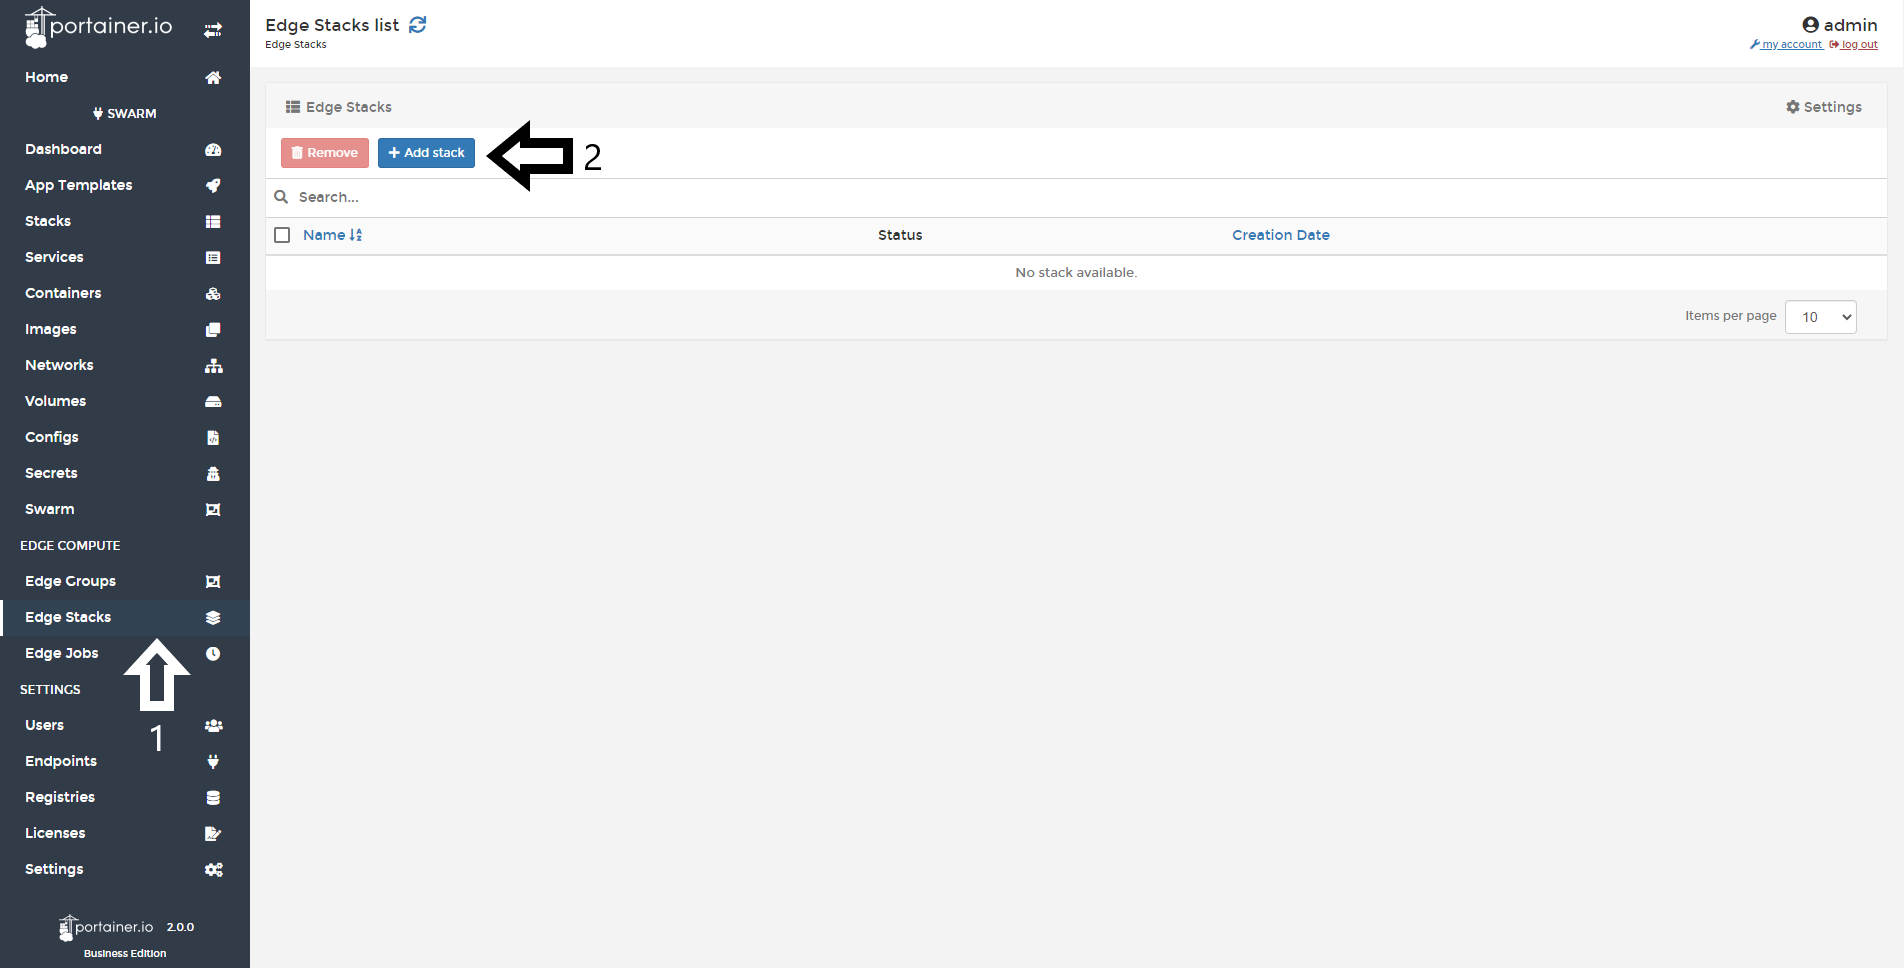 portainer.io
Home
SWARM
Dashboard
App Templates
Stacks
Services
Containers
Images
Networks
Volumes
Configs
Secrets
Swarm
EDGE COMPUTE
Edge Groups
Edge Stacks
Edge Jobs
SETTINGS
1
Users
Endpoints
Registries
Licenses
Settings
portainer.io 2.0.0
Business Edition
Edge Stacks list
Edge Stacks
admin
my account log out
Edge Stacks
Settings
Remove
Add stack
2
Search...
Name Status Creation Date
No stack available.
Items per page 10